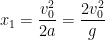 x_1 = \frac{v_0^2}{2a} = \frac{2v_0^2}{g}